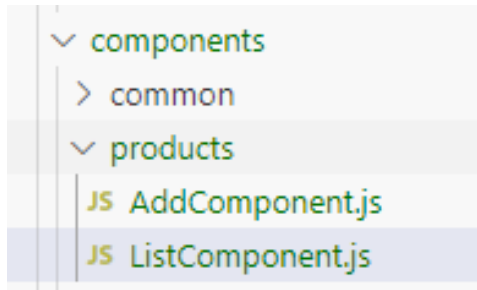 components
common
products
JS AddComponent.js
JS ListComponent.js